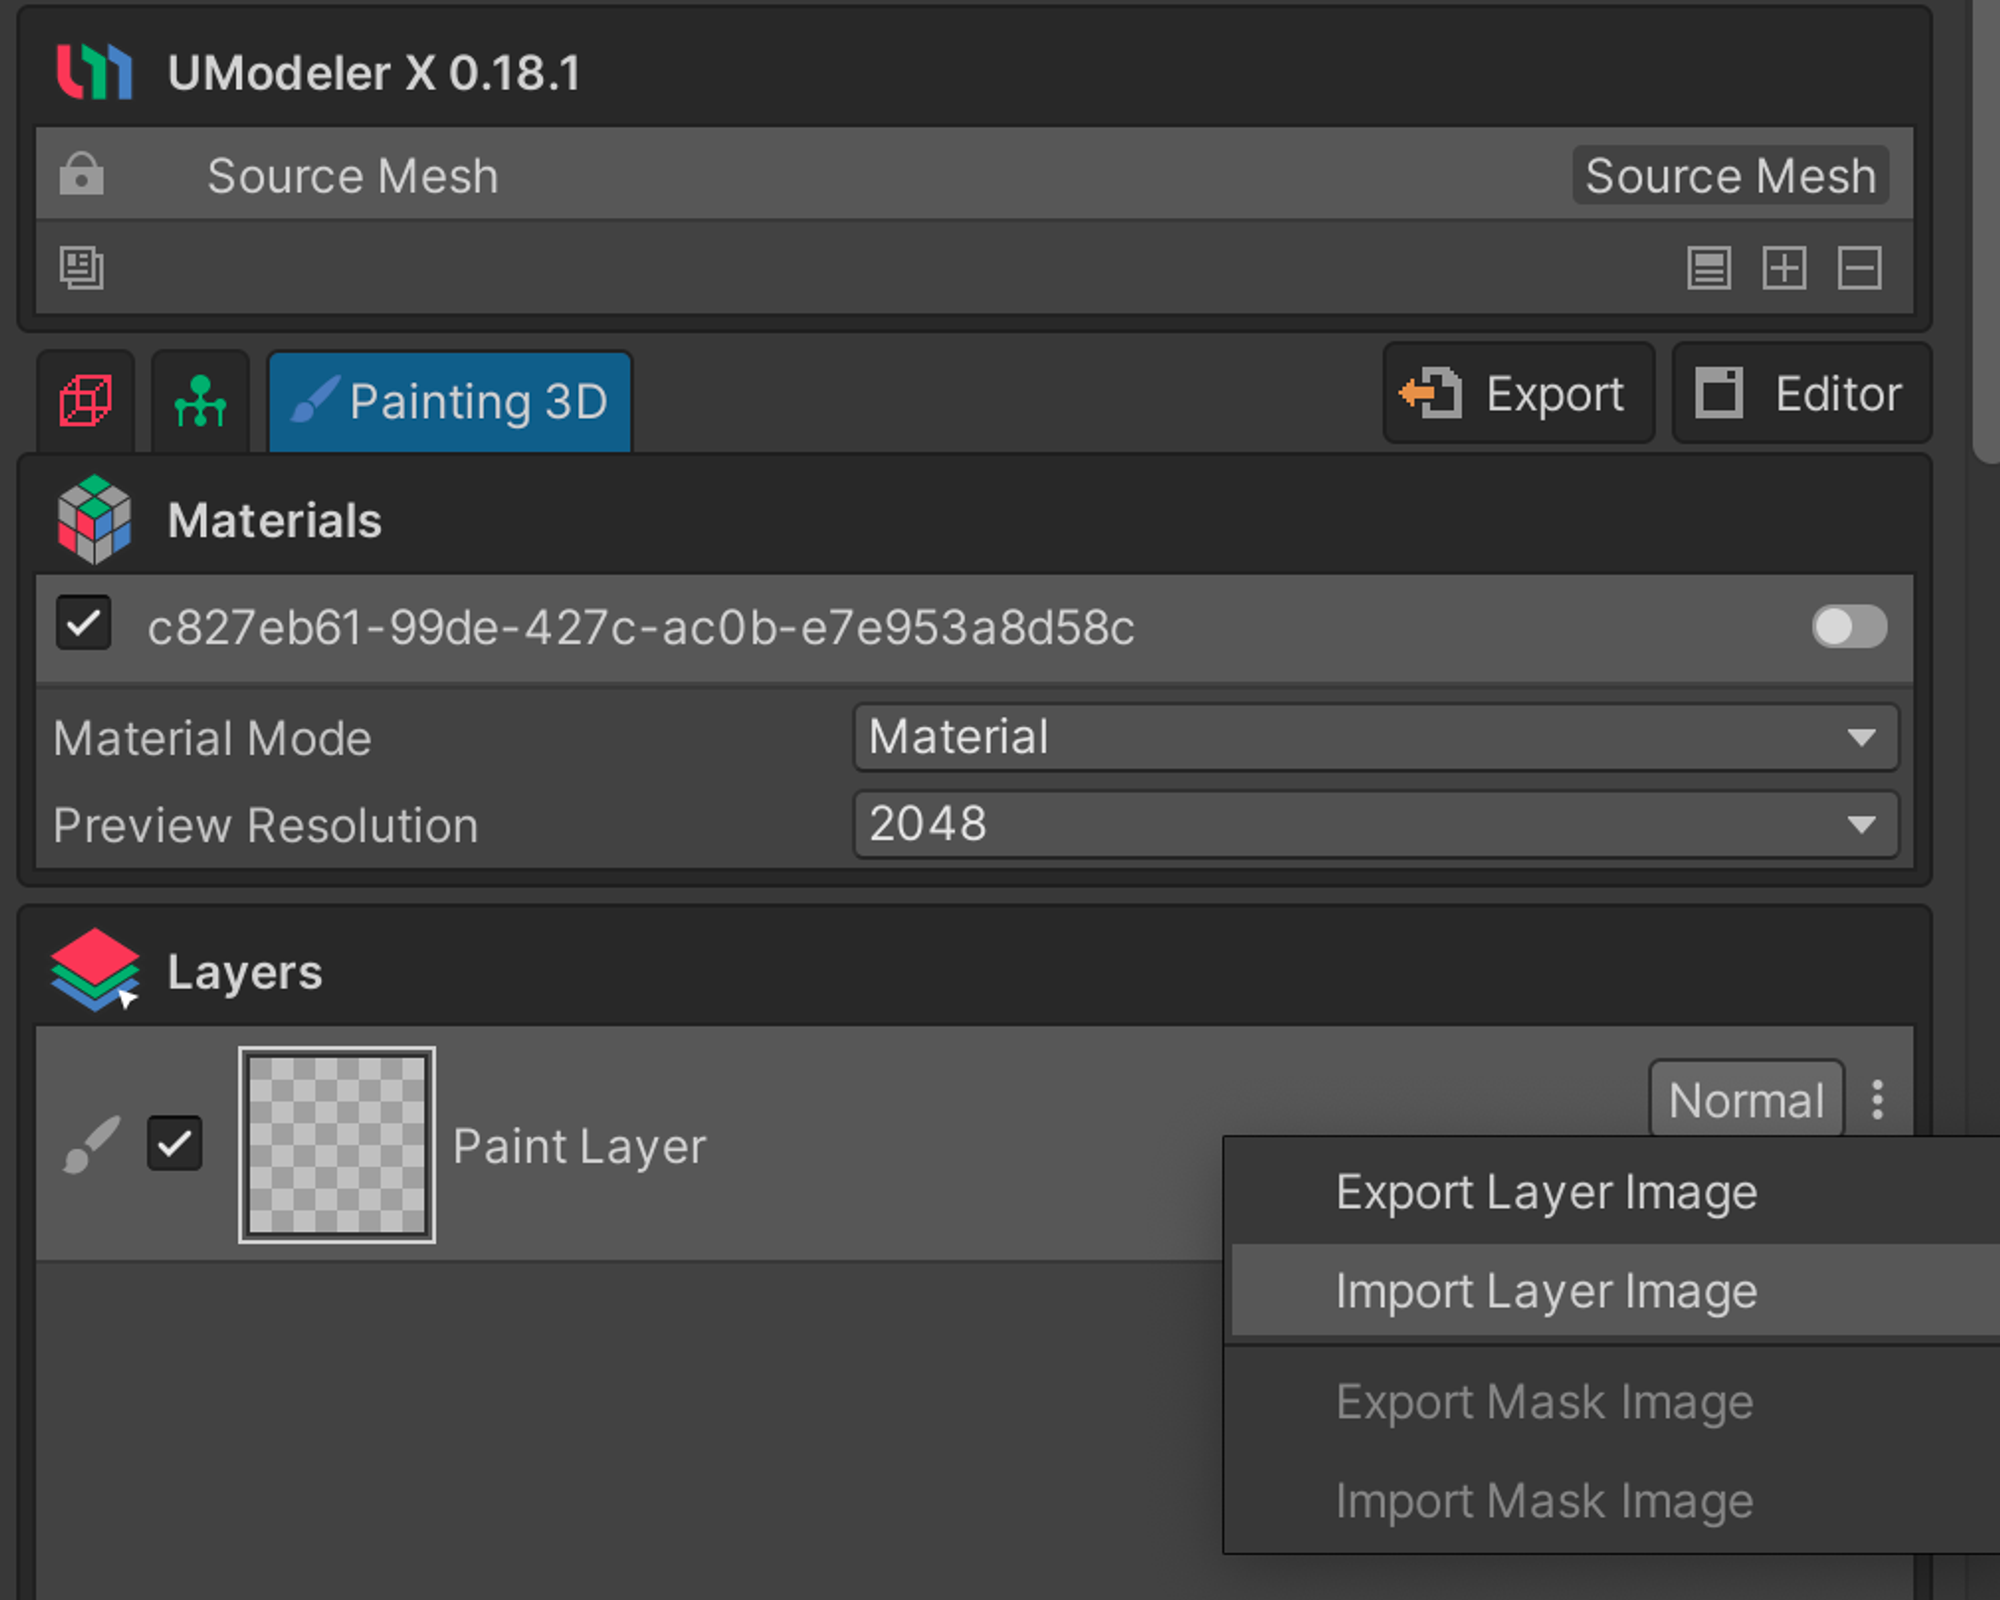 UModeler X 0.18.1
Source Mesh
Source Mesh
Painting 3D
Export
Editor
Materials
c827eb61-99de-427c-ac0b-e7e953a8d58c
Material Mode
Material
Preview Resolution
2048
Layers
Normal
Paint Layer
Export Layer Image
Import Layer Image
Export Mask Image
Import Mask Image